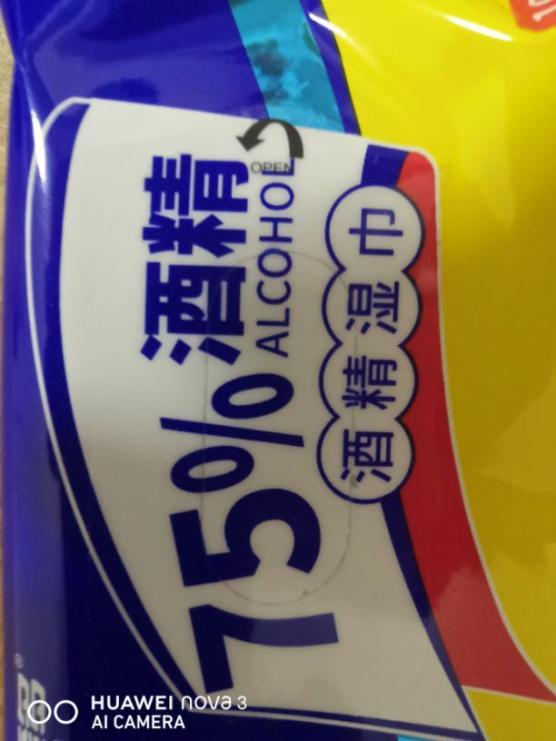 75%酒精
ALCOHOL
OPEN
酒精湿巾
HUAWEI nova 3
AI CAMERA